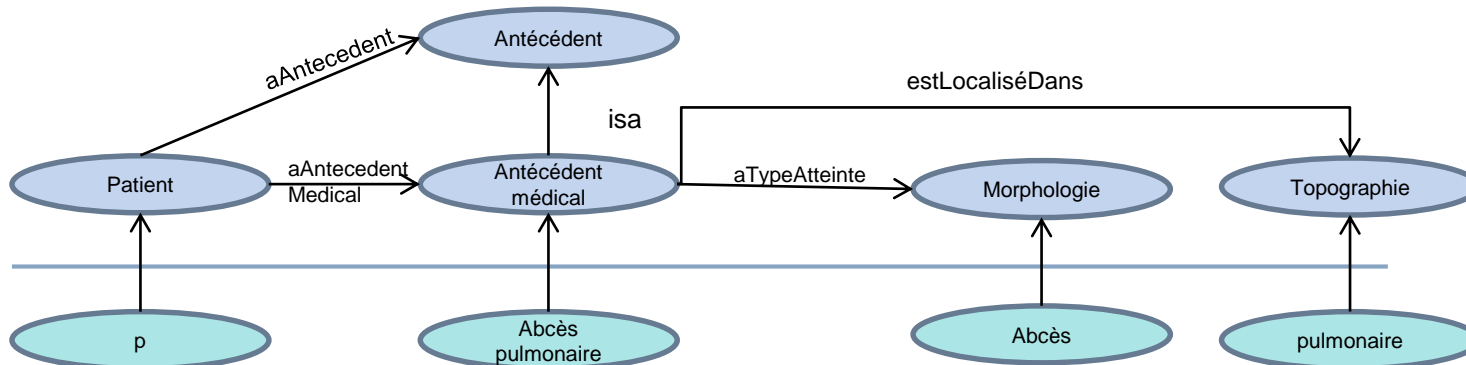 aAntecedent
Antécédent
estLocaliséDans
isa
Patient
aAntecedent
Medical
Antécédent
médical
aTypeAtteinte
Morphologie
Topographie
p
Abcès
pulmonaire
Abcès
pulmonaire